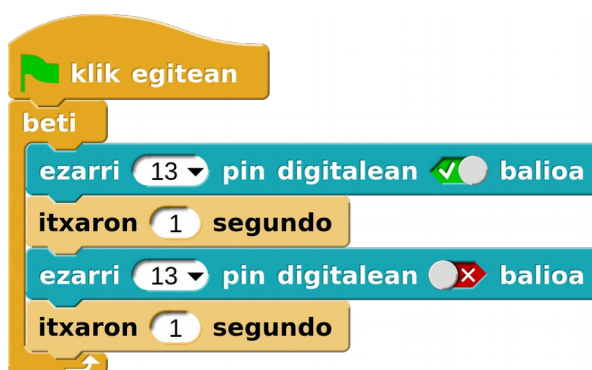 klik egitean
beti
ezarri 13 pin digitalean balioa
itxaron 1 segundo
ezarri 13 pin digitalean balioa
itxaron 1 segundo